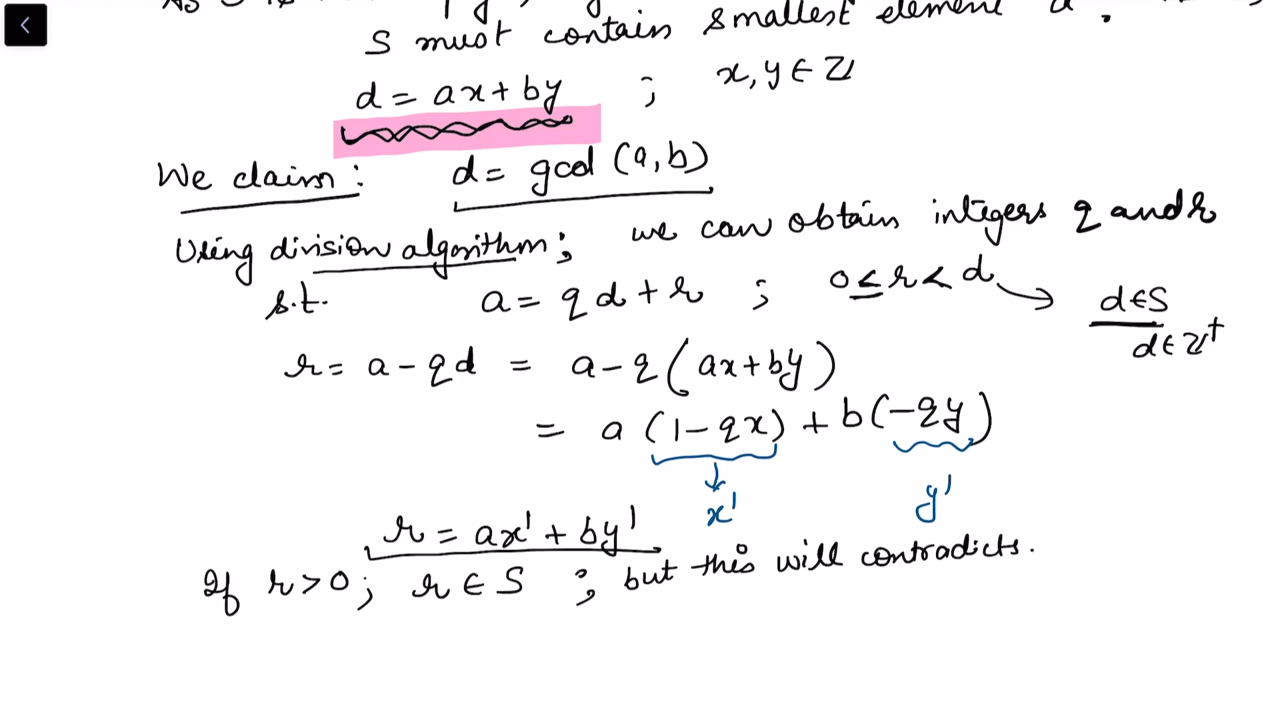 S must contain smallest element d.
d = ax + by ; x, y ∈ ℤ
We claim: d = gcd (a, b)
Using division algorithm; we can obtain integers q and r
s.t. a = qd + r ; 0 ≤ r < d → d ∈ S
d ∈ ℤ⁺
r = a - qd = a - q(ax + by)
= a (1 - qx) + b(-qy)
x' y'
r = ax' + by'
If r > 0; r ∈ S ; but this will contradicts.